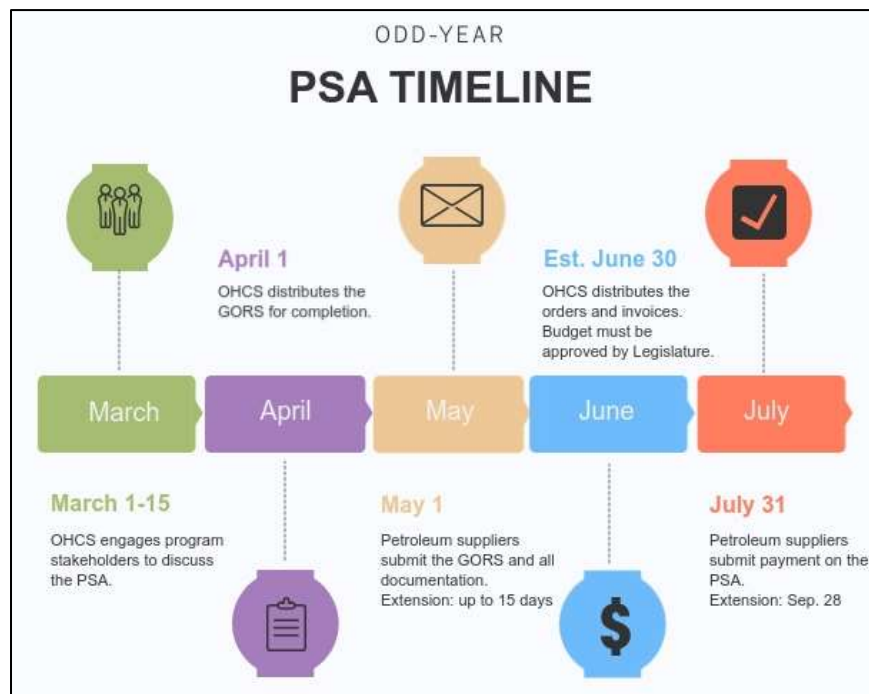 ODD-YEAR
PSA TIMELINE
April 1
OHCS distributes the
GORS for completion.
Est. June 30
OHCS distributes the
orders and invoices.
Budget must be
approved by Legislature.
March
April
May
June
July
March 1-15
OHCS engages program
stakeholders to discuss
the PSA.
May 1
Petroleum suppliers
submit the GORS and all
documentation.
Extension: up to 15 days
July 31
Petroleum suppliers
submit payment on the
PSA.
Extension: Sep. 28
$